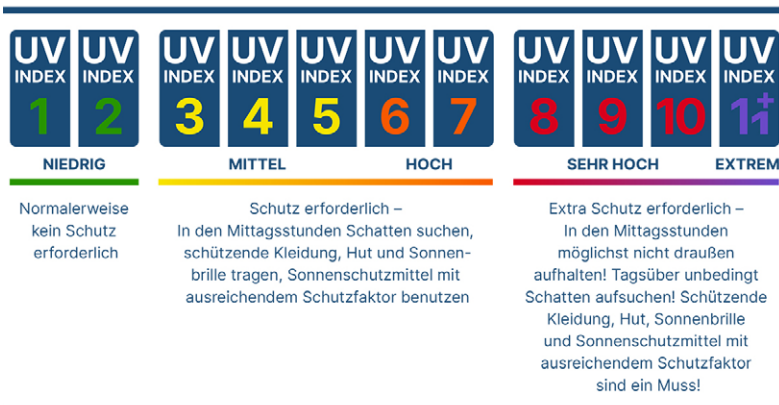 UV INDEX 1
UV INDEX 2
UV INDEX 3
UV INDEX 4
UV INDEX 5
UV INDEX 6
UV INDEX 7
UV INDEX 8
UV INDEX 9
UV INDEX 10
UV INDEX 11+
NIEDRIG
Normalerweise
kein Schutz
erforderlich
MITTEL
HOCH
Schutz erforderlich –
In den Mittagsstunden Schatten suchen,
schützende Kleidung, Hut und Sonnen-
brille tragen, Sonnenschutzmittel mit
ausreichendem Schutzfaktor benutzen
SEHR HOCH
EXTREM
Extra Schutz erforderlich –
In den Mittagsstunden
möglichst nicht draußen
aufhalten! Tagsüber unbedingt
Schatten aufsuchen! Schützende
Kleidung, Hut, Sonnenbrille
und Sonnenschutzmittel mit
ausreichendem Schutzfaktor
sind ein Muss!